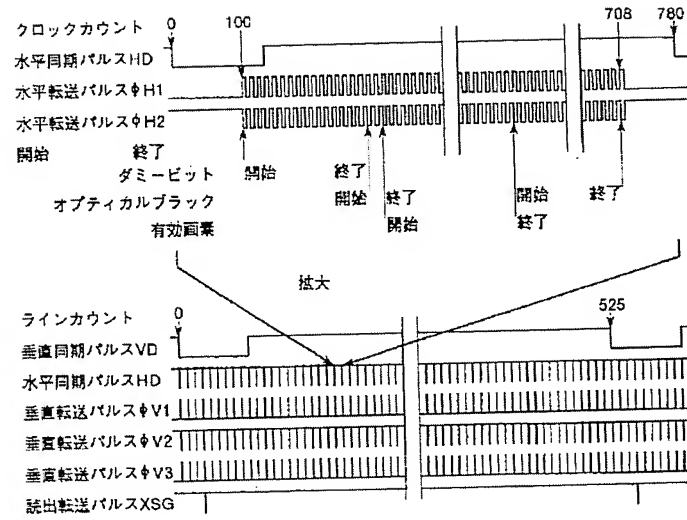 0 100 708 780
クロックカウント
水平同期パルスHD
水平転送パルスφH1
水平転送パルスφH2
開始 終了
ダミービット 開始 終了
オプティカルブラック 開始 終了 開始 終了
有効画素 開始 終了
拡大
0 525
ラインカウント
垂直同期パルスVD
水平同期パルスHD
垂直転送パルスφV1
垂直転送パルスφV2
垂直転送パルスφV3
読出転送パルスXSG